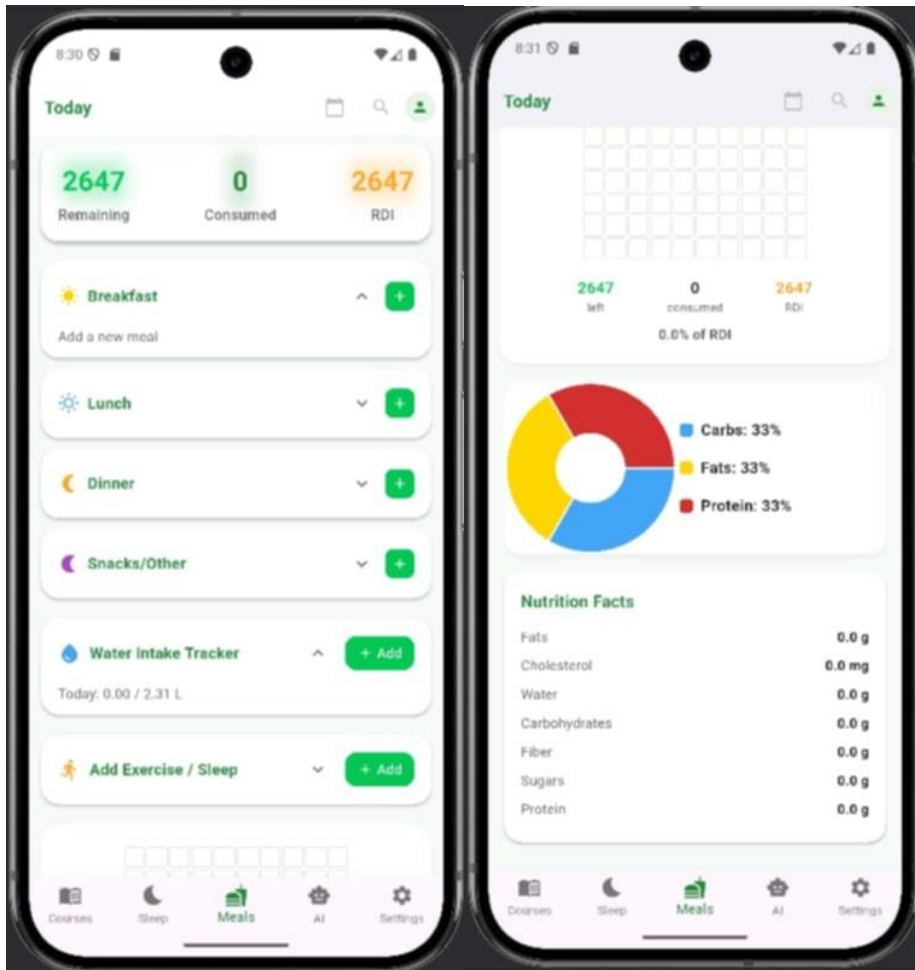 8:30
Today
2647 0 2647
Remaining Consumed RDI
Breakfast
+
Add a new meal
Lunch
+
Dinner
+
Snacks/Other
+
Water Intake Tracker
+ Add
Today: 0.00 / 2.31 L
Add Exercise / Sleep
+ Add
Courses Sleep Meals AI Settings
8:31
Today
2647 0 2647
left consumed RDI
0.0% of RDI
Carbs: 33%
Fats: 33%
Protein: 33%
Nutrition Facts
Fats 0.0 g
Cholesterol 0.0 mg
Water 0.0 g
Carbohydrates 0.0 g
Fiber 0.0 g
Sugars 0.0 g
Protein 0.0 g
Courses Sleep Meals AI Settings